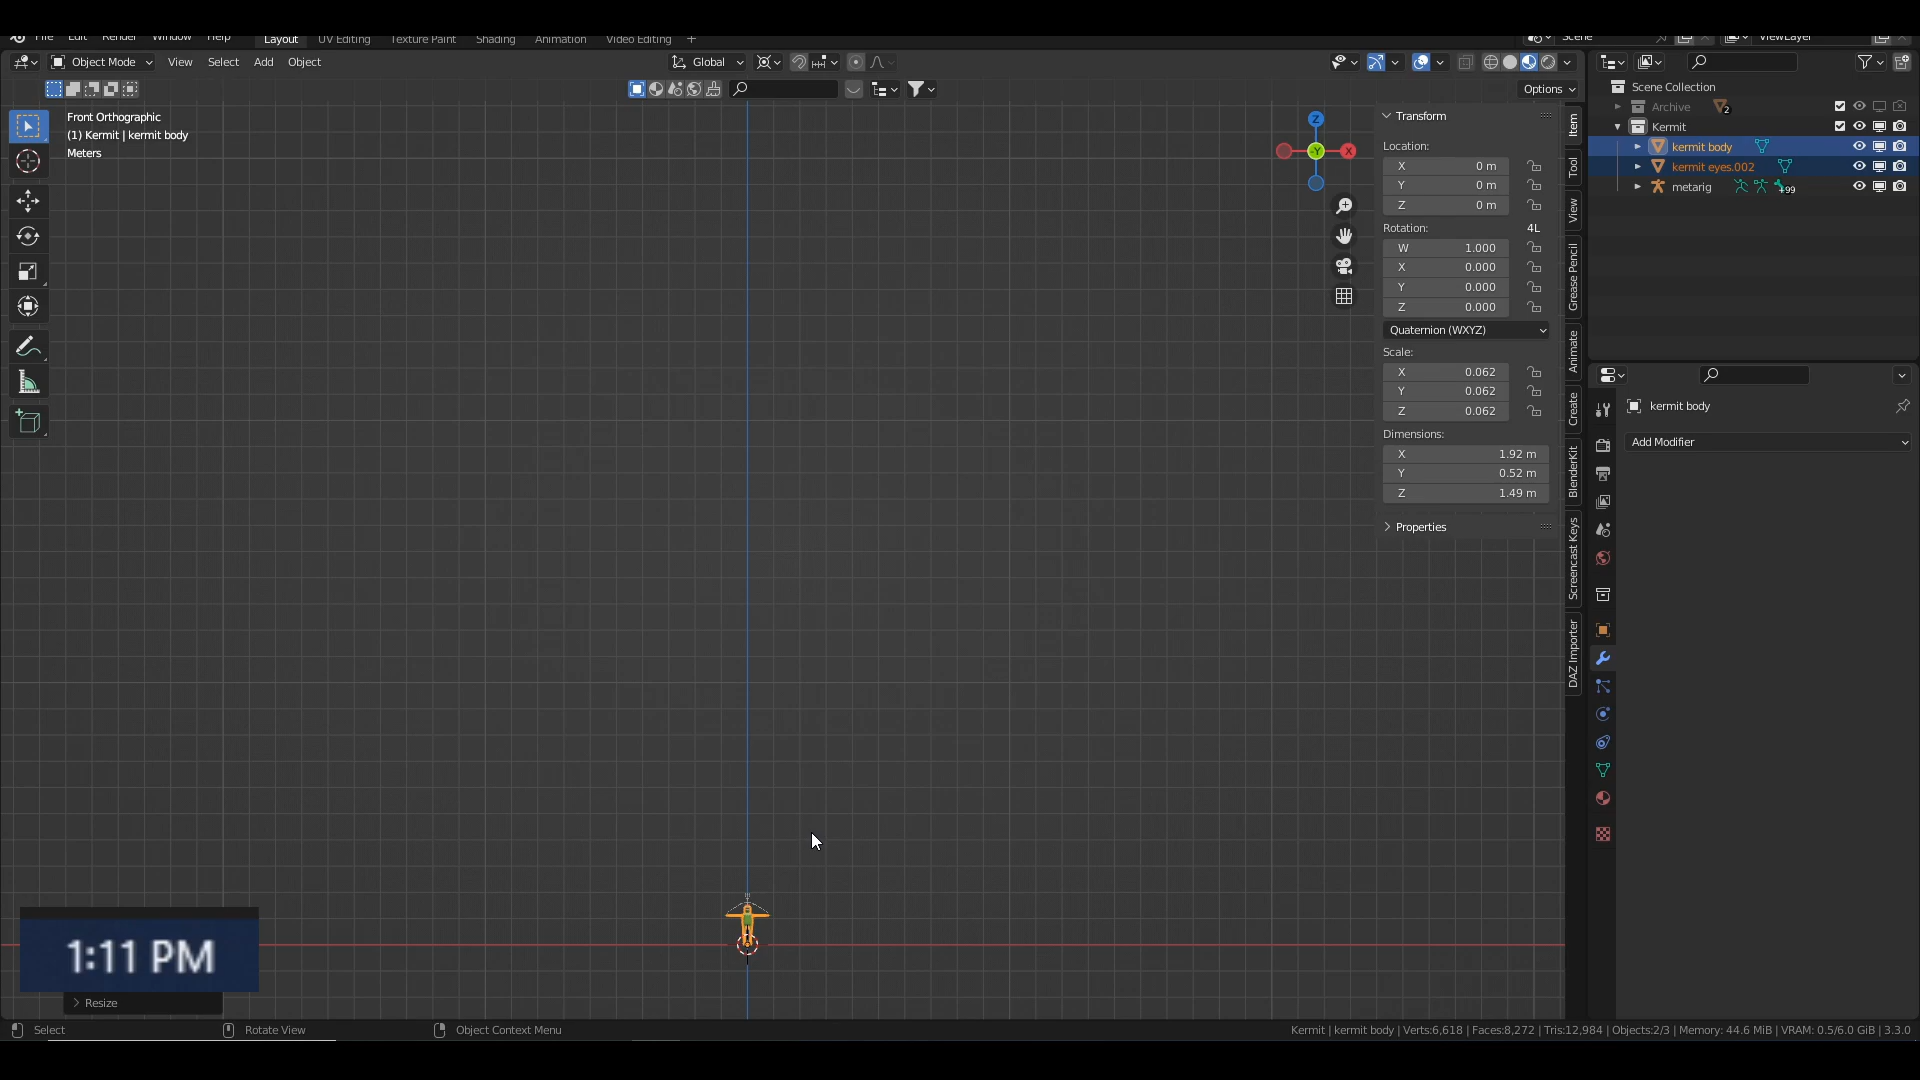 File Edit Render Window Help Layout UV Editing Texture Paint Shading Animation Video Editing + Scene ViewLayer
Object Mode View Select Add Object Global
Options
Front Orthographic
(1) Kermit | kermit body
Meters
Z
-Y
X
Transform
Location:
X 0 m
Y 0 m
Z 0 m
Rotation: 4L
W 1.000
X 0.000
Y 0.000
Z 0.000
Quaternion (WXYZ)
Scale:
X 0.062
Y 0.062
Z 0.062
Dimensions:
X 1.92 m
Y 0.52 m
Z 1.49 m
Properties
Item
Tool
View
Grease Pencil
Animate
Create
BlenderKit
Screencast Keys
DAZ Importer
Scene Collection
Archive 2
Kermit
kermit body
kermit eyes.002
metarig +99
kermit body
Add Modifier
1:11 PM
Resize
Select Rotate View Object Context Menu
Kermit | kermit body | Verts:6,618 | Faces:8,272 | Tris:12,984 | Objects:2/3 | Memory: 44.6 MiB | VRAM: 0.5/6.0 GiB | 3.3.0